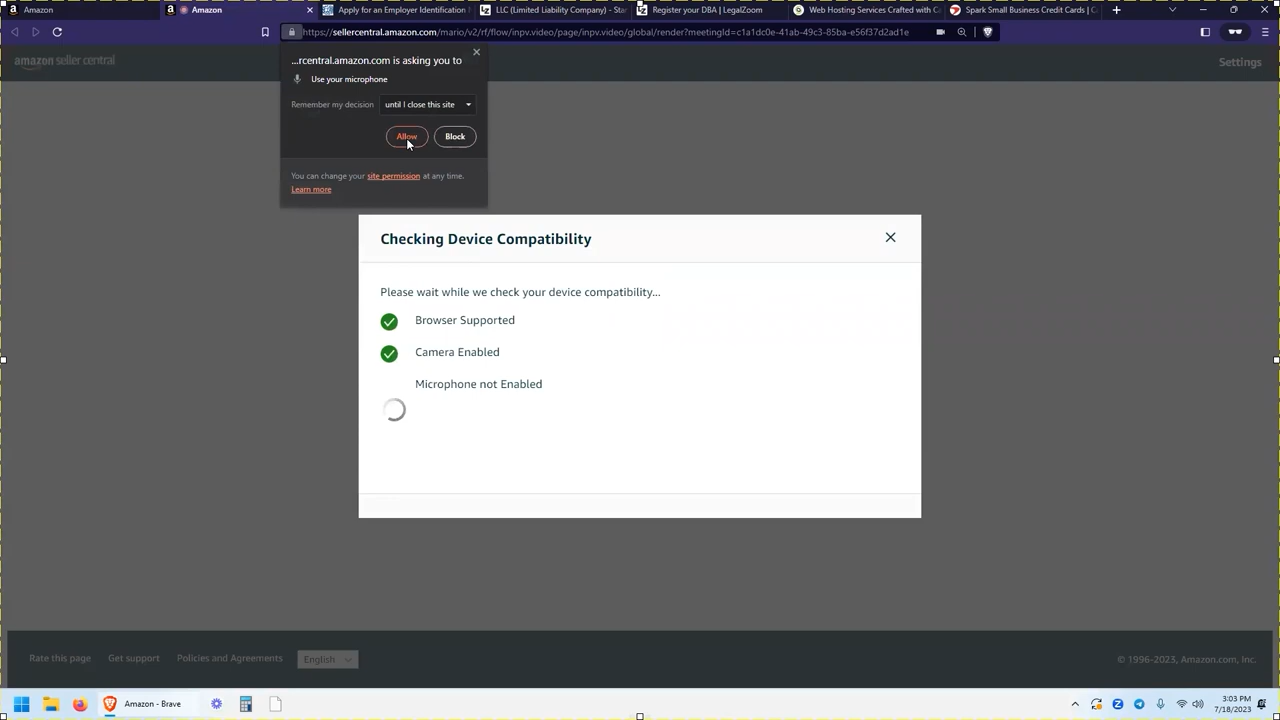 Amazon
Amazon
Apply for an Employer Identification
LLC (Limited Liability Company) - Star
Register your DBA | LegalZoom
Web Hosting Services Crafted with Ca
Spark Small Business Credit Cards | C
https://sellercentral.amazon.com/mario/v2/rf/flow/inpv.video/page/inpv.video/global/render?meetingId=c1a1dc0e-41ab-49c3-85ba-e56f37d2ad1e
amazon seller central
Settings
...rcentral.amazon.com is asking you to
Use your microphone
Remember my decision
until I close this site
Allow
Block
You can change your site permission at any time.
Learn more
Checking Device Compatibility
Please wait while we check your device compatibility...
Browser Supported
Camera Enabled
Microphone not Enabled
Rate this page
Get support
Policies and Agreements
English
© 1996-2023, Amazon.com, Inc.
Amazon - Brave
3:03 PM
7/18/2023